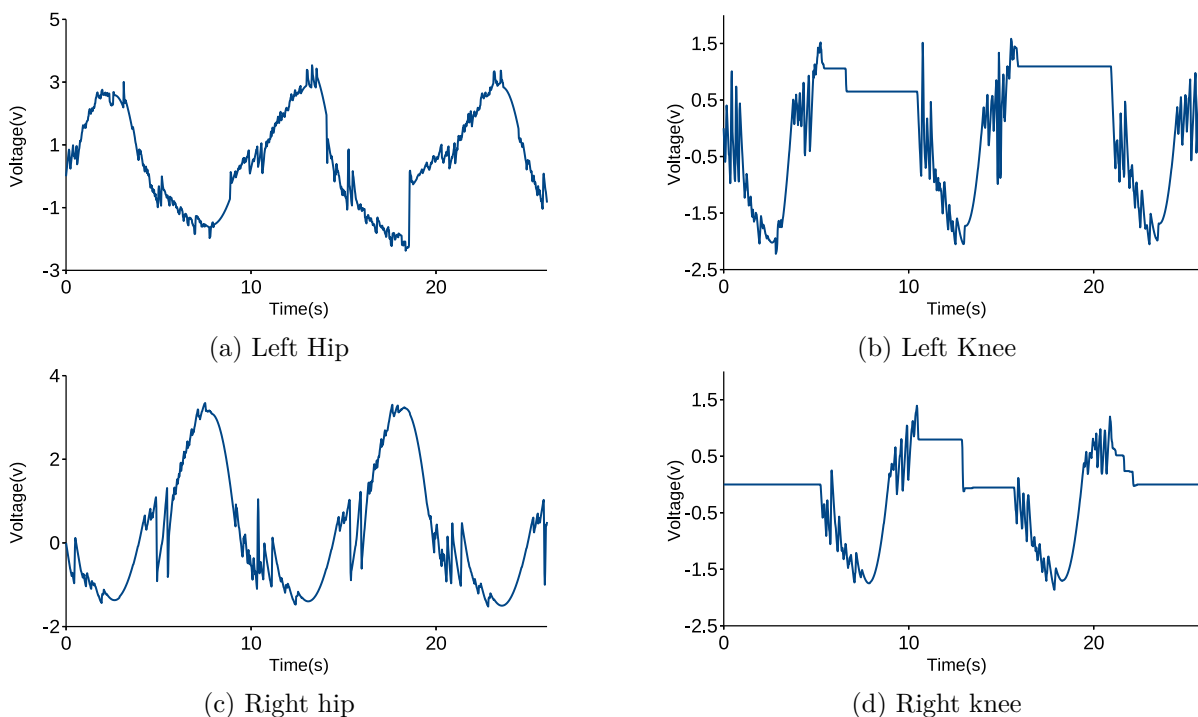 5
3
1
-1
-3
Voltage(v)
0 10 20
Time(s)
(a) Left Hip
1.5
0.5
-0.5
-1.5
-2.5
Voltage(v)
0 10 20
Time(s)
(b) Left Knee
4
2
0
-2
Voltage(v)
0 10 20
Time(s)
(c) Right hip
1.5
0.5
-0.5
-1.5
-2.5
Voltage(v)
0 10 20
Time(s)
(d) Right knee